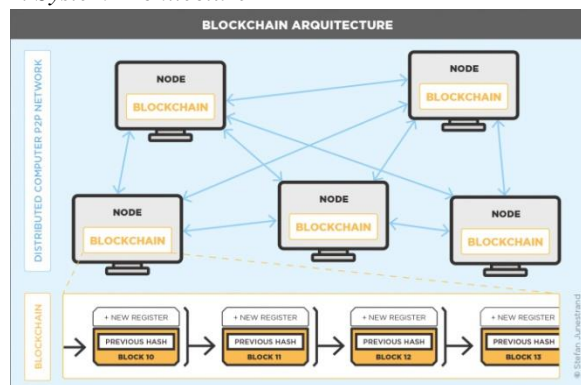 BLOCKCHAIN ARQUITECTURE
DISTRIBUTED COMPUTER P2P NETWORK
NODE
BLOCKCHAIN
NODE
BLOCKCHAIN
NODE
BLOCKCHAIN
NODE
BLOCKCHAIN
NODE
BLOCKCHAIN
BLOCKCHAIN
+ NEW REGISTER
PREVIOUS HASH
BLOCK 10
+ NEW REGISTER
PREVIOUS HASH
BLOCK 11
+ NEW REGISTER
PREVIOUS HASH
BLOCK 12
+ NEW REGISTER
PREVIOUS HASH
BLOCK 13
© Stefan Junestrand